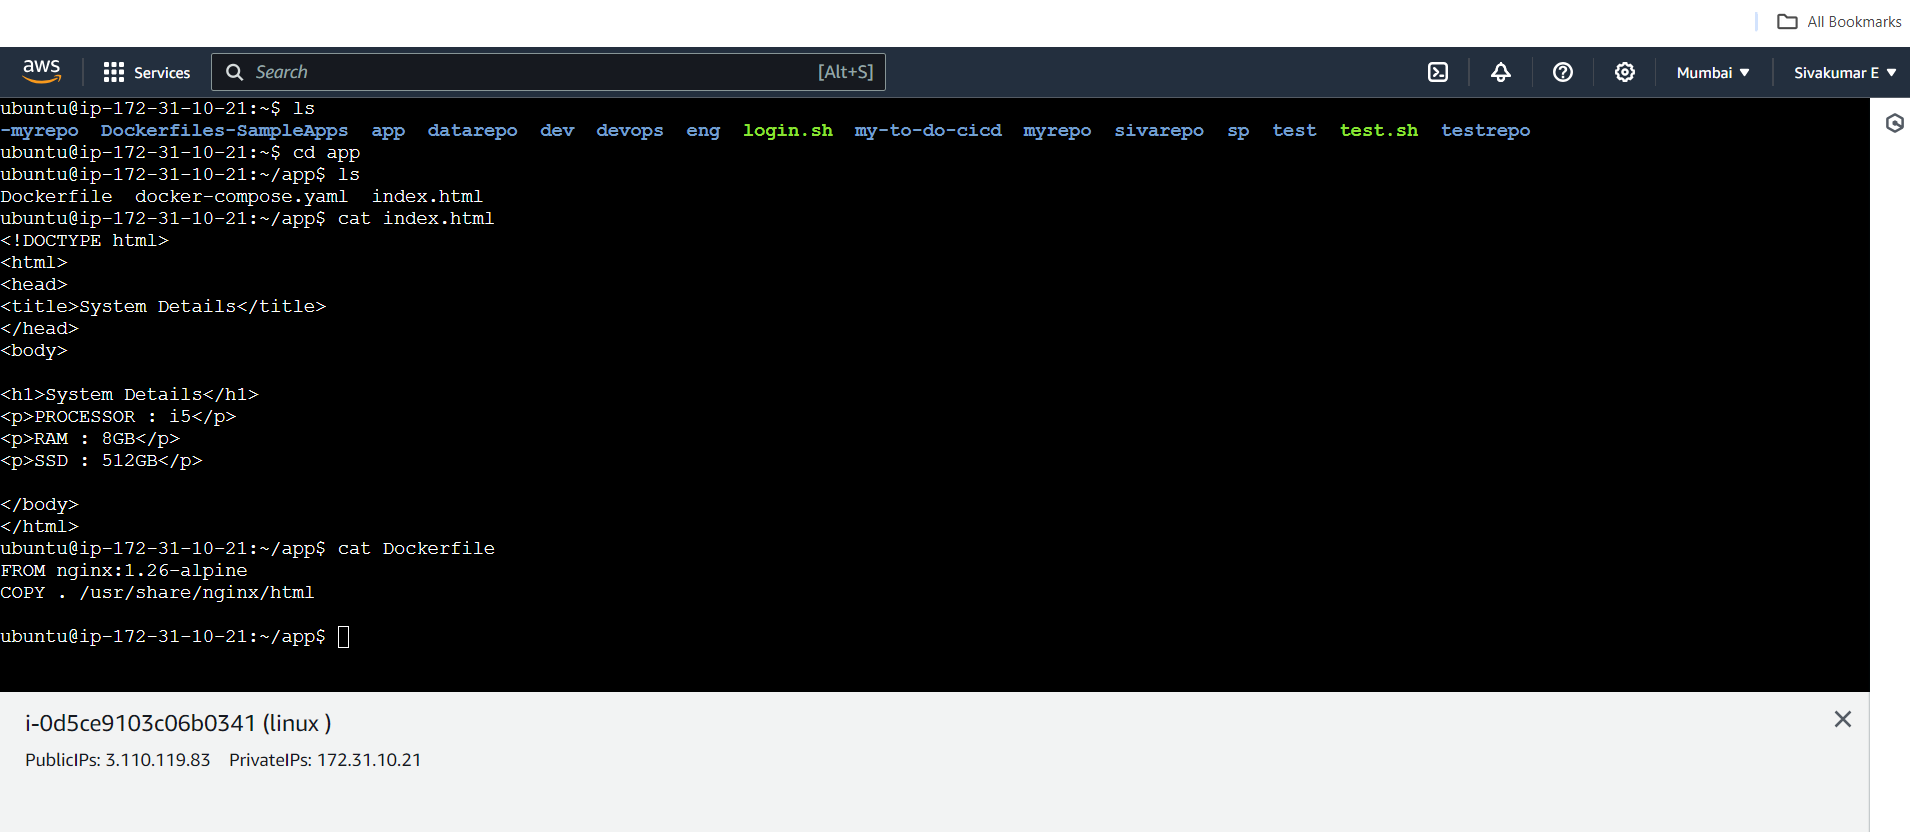 All Bookmarks
aws Services Search [Alt+S] Mumbai Sivakumar E
ubuntu@ip-172-31-10-21:~$ ls
-myrepo Dockerfiles-SampleApps app datarepo dev devops eng login.sh my-to-do-cicd myrepo sivarepo sp test test.sh testrepo
ubuntu@ip-172-31-10-21:~$ cd app
ubuntu@ip-172-31-10-21:~/app$ ls
Dockerfile docker-compose.yaml index.html
ubuntu@ip-172-31-10-21:~/app$ cat index.html
<!DOCTYPE html>
<html>
<head>
<title>System Details</title>
</head>
<body>
<h1>System Details</h1>
<p>PROCESSOR : i5</p>
<p>RAM : 8GB</p>
<p>SSD : 512GB</p>
</body>
</html>
ubuntu@ip-172-31-10-21:~/app$ cat Dockerfile
FROM nginx:1.26-alpine
COPY . /usr/share/nginx/html
ubuntu@ip-172-31-10-21:~/app$
i-0d5ce9103c06b0341 (linux )
PublicIPs: 3.110.119.83 PrivateIPs: 172.31.10.21